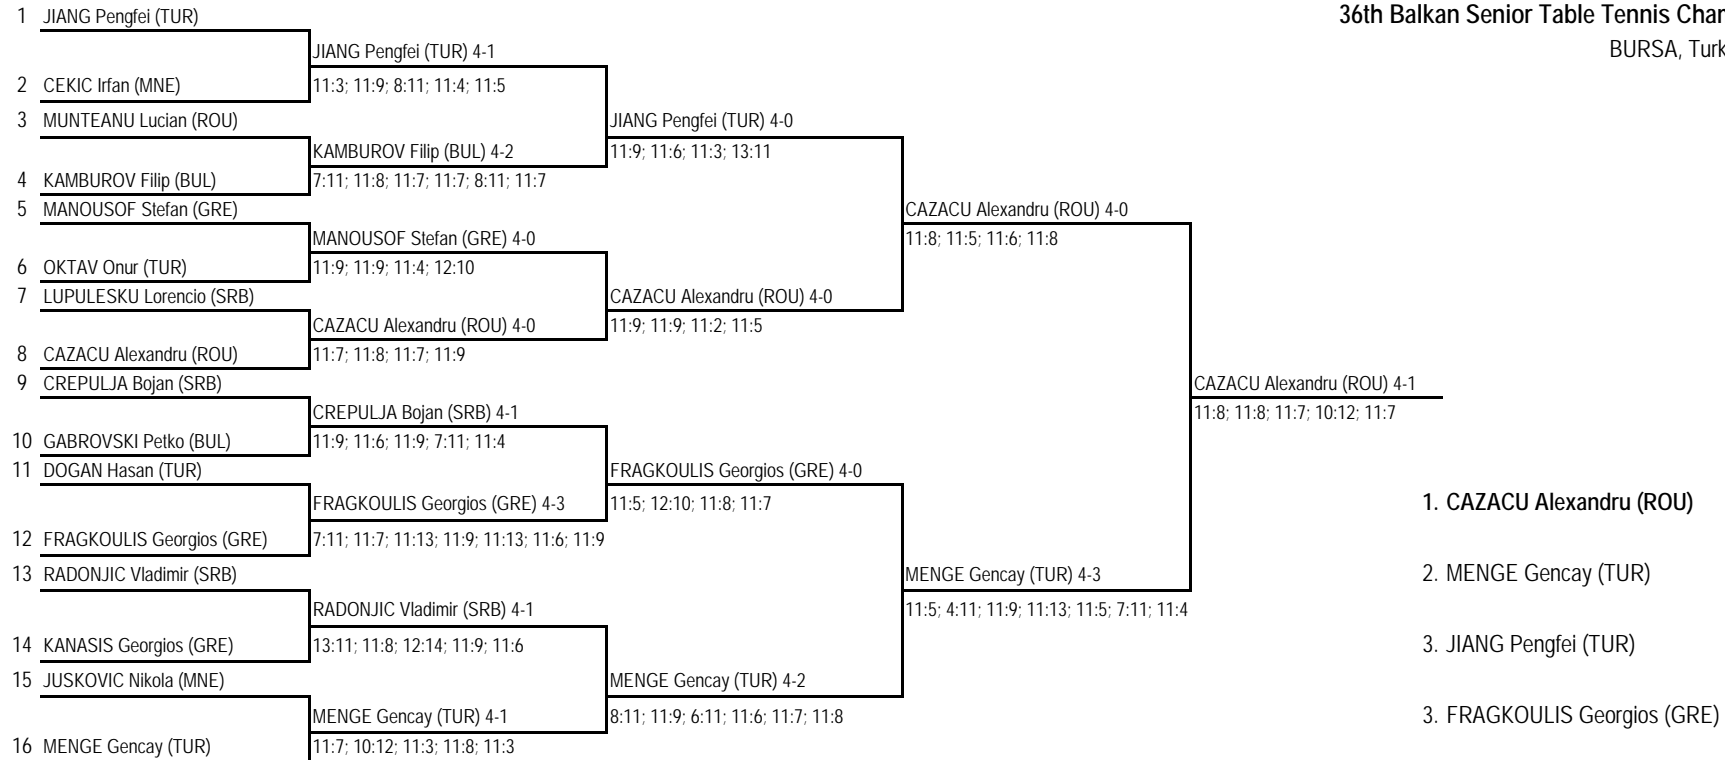 36th Balkan Senior Table Tennis Chan
BURSA, Turk
1 JIANG Pengfei (TUR)
JIANG Pengfei (TUR) 4-1
2 CEKIC Irfan (MNE)
11:3; 11:9; 8:11; 11:4; 11:5
3 MUNTEANU Lucian (ROU)
JIANG Pengfei (TUR) 4-0
KAMBUROV Filip (BUL) 4-2
11:9; 11:6; 11:3; 13:11
4 KAMBUROV Filip (BUL)
7:11; 11:8; 11:7; 11:7; 8:11; 11:7
5 MANOUSOF Stefan (GRE)
CAZACU Alexandru (ROU) 4-0
MANOUSOF Stefan (GRE) 4-0
11:8; 11:5; 11:6; 11:8
6 OKTAV Onur (TUR)
11:9; 11:9; 11:4; 12:10
7 LUPULESKU Lorencio (SRB)
CAZACU Alexandru (ROU) 4-0
CAZACU Alexandru (ROU) 4-0
11:9; 11:9; 11:2; 11:5
8 CAZACU Alexandru (ROU)
11:7; 11:8; 11:7; 11:9
9 CREPULJA Bojan (SRB)
CAZACU Alexandru (ROU) 4-1
CREPULJA Bojan (SRB) 4-1
11:8; 11:8; 11:7; 10:12; 11:7
10 GABROVSKI Petko (BUL)
11:9; 11:6; 11:9; 7:11; 11:4
11 DOGAN Hasan (TUR)
FRAGKOULIS Georgios (GRE) 4-0
FRAGKOULIS Georgios (GRE) 4-3
11:5; 12:10; 11:8; 11:7
1. CAZACU Alexandru (ROU)
12 FRAGKOULIS Georgios (GRE)
7:11; 11:7; 11:13; 11:9; 11:13; 11:6; 11:9
13 RADONJIC Vladimir (SRB)
MENGE Gencay (TUR) 4-3
2. MENGE Gencay (TUR)
RADONJIC Vladimir (SRB) 4-1
11:5; 4:11; 11:9; 11:13; 11:5; 7:11; 11:4
14 KANASIS Georgios (GRE)
13:11; 11:8; 12:14; 11:9; 11:6
3. JIANG Pengfei (TUR)
15 JUSKOVIC Nikola (MNE)
MENGE Gencay (TUR) 4-2
MENGE Gencay (TUR) 4-1
8:11; 11:9; 6:11; 11:6; 11:7; 11:8
3. FRAGKOULIS Georgios (GRE)
16 MENGE Gencay (TUR)
11:7; 10:12; 11:3; 11:8; 11:3